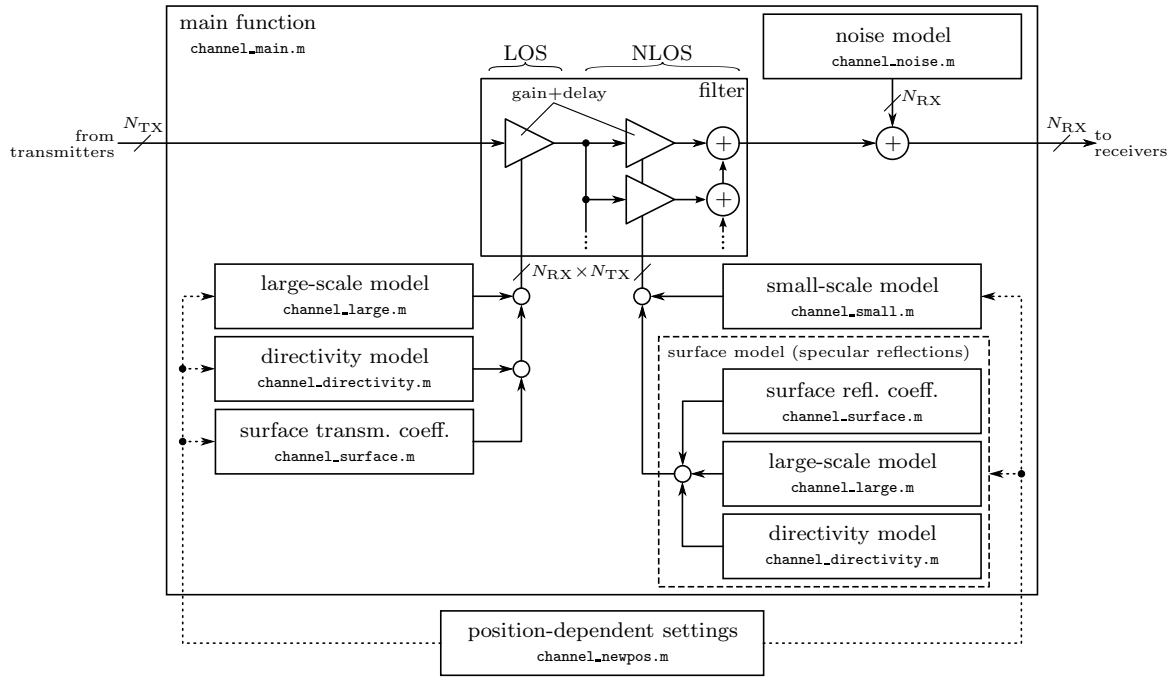 main function
channel_main.m
LOS
NLOS
noise model
channel_noise.m
gain+delay
filter
N_RX
from
transmitters
N_TX
N_RX
to
receivers
+
+
+
N_RX × N_TX
large-scale model
channel_large.m
directivity model
channel_directivity.m
surface transm. coeff.
channel_surface.m
small-scale model
channel_small.m
surface model (specular reflections)
surface refl. coeff.
channel_surface.m
large-scale model
channel_large.m
directivity model
channel_directivity.m
position-dependent settings
channel_newpos.m